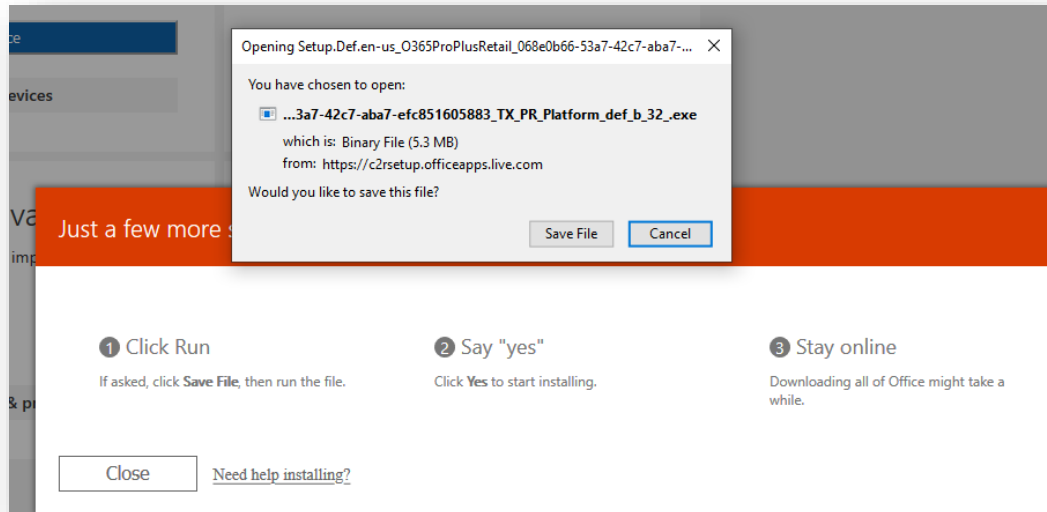 ce
Opening Setup.Def.en-us_O365ProPlusRetail_068e0b66-53a7-42c7-aba7-...
You have chosen to open:
...3a7-42c7-aba7-efc851605883_TX_PR_Platform_def_b_32_.exe
which is: Binary File (5.3 MB)
from: https://c2rsetup.officeapps.live.com
Would you like to save this file?
Save File Cancel
evices
va
imp
Just a few more s
1 Click Run
If asked, click Save File, then run the file.
2 Say "yes"
Click Yes to start installing.
3 Stay online
Downloading all of Office might take a
while.
& pr
Close Need help installing?